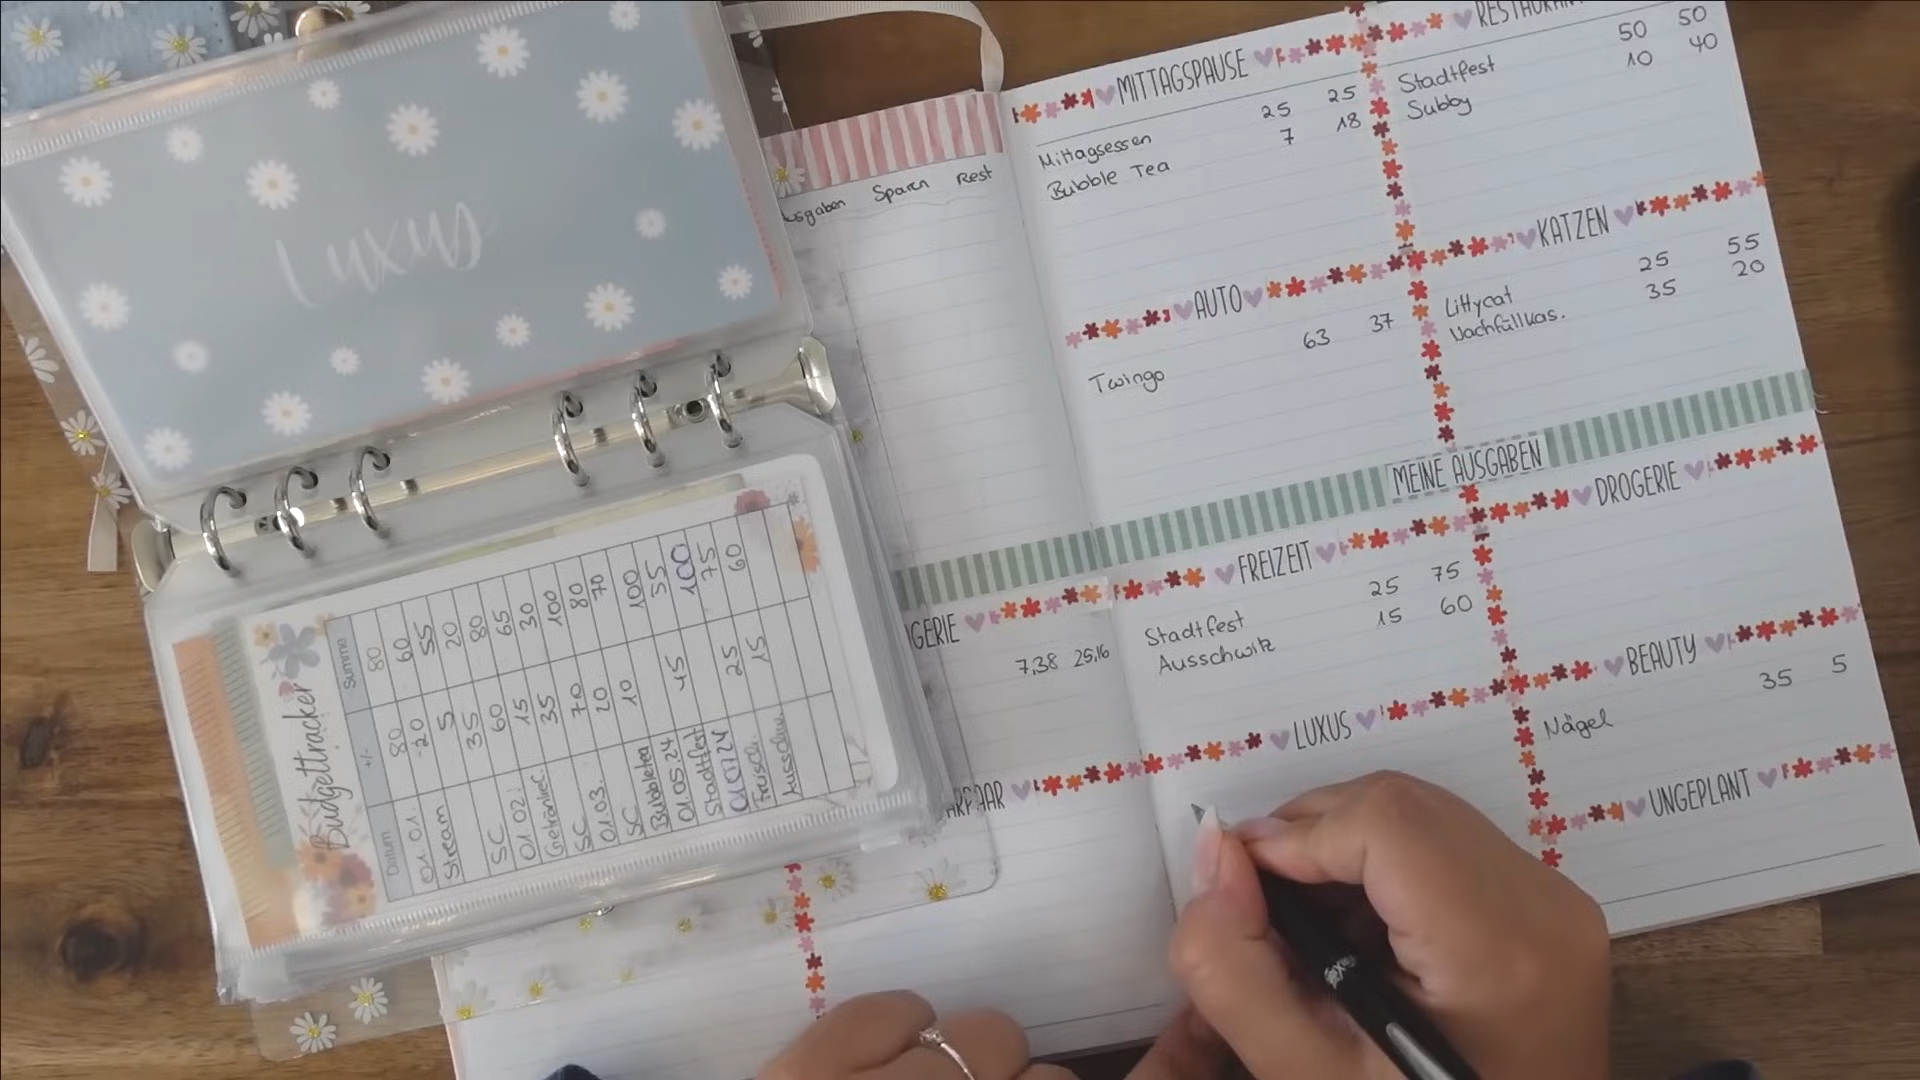 Luxus
Budgettracker
Datum +/- Summe
01.01. 80 80
Stream -20 60
5 55
SC 35 20
01.02. 60 80
Getränkec. 15 65
SC 35 30
01.03. 70 100
SC 20 80
Bubbletea 10 70
01.05.24 100
Stadtfest 45 55
01.07.24 100
Frisch. 25 75
Ausschw. 15 60
usgaben Sparen Rest
MITTAGSPAUSE
Mittagsessen 25 25
Bubble Tea 7 18
Stadtfest 50 50
Subby 10 40
AUTO
Twingo 63 37
KATZEN
Littycat 25 55
Nachfüllkas. 35 20
MEINE AUSGABEN
GERIE
7,38 25,16
FREIZEIT
Stadtfest 25 75
Ausschwitz 15 60
DROGERIE
LUXUS
BEAUTY
Nägel 35 5
UNGEPLANT